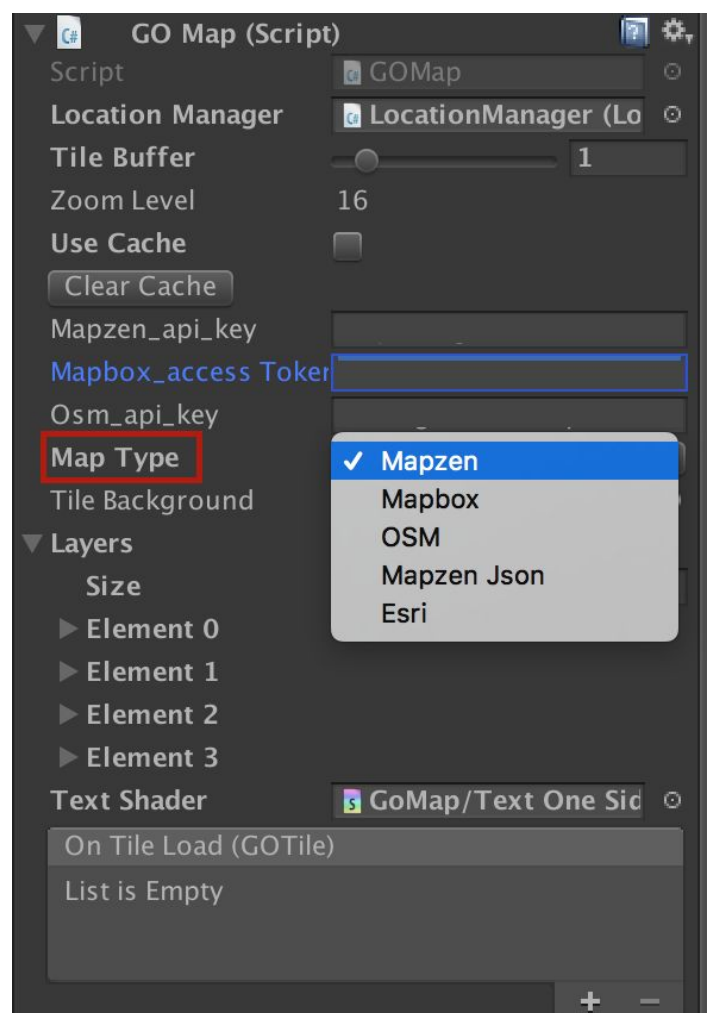 GO Map (Script)
Script GOMap
Location Manager LocationManager (Lo
Tile Buffer 1
Zoom Level 16
Use Cache
Clear Cache
Mapzen_api_key
Mapbox_access Toker
Osm_api_key
Map Type ✓ Mapzen
Mapbox
Tile Background
OSM
Layers
Mapzen Json
Size
Esri
Element 0
Element 1
Element 2
Element 3
Text Shader GoMap/Text One Sid
On Tile Load (GOTile)
List is Empty